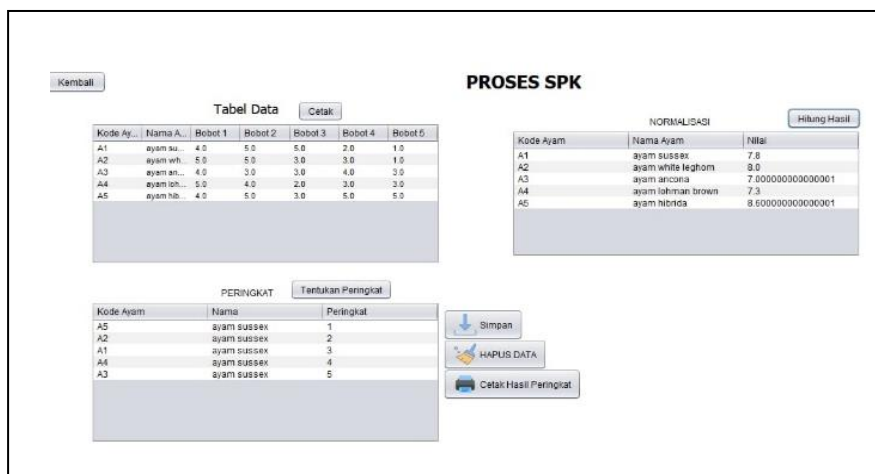 Kembali
PROSES SPK
Tabel Data
Cetak
Kode Ay... Nama A... Bobot 1 Bobot 2 Bobot 3 Bobot 4 Bobot 5
A1 ayam su... 4.0 5.0 5.0 2.0 1.0
A2 ayam wh... 5.0 5.0 3.0 3.0 1.0
A3 ayam an... 4.0 3.0 3.0 4.0 3.0
A4 ayam loh... 5.0 4.0 2.0 3.0 3.0
A5 ayam hib... 4.0 5.0 3.0 5.0 5.0
NORMALISASI
Hitung Hasil
Kode Ayam Nama Ayam Nilai
A1 ayam sussex 7.8
A2 ayam white leghorn 8.0
A3 ayam ancona 7.000000000000001
A4 ayam lohman brown 7.3
A5 ayam hibrida 8.600000000000001
PERINGKAT
Tentukan Peringkat
Kode Ayam Nama Peringkat
A5 ayam sussex 1
A2 ayam sussex 2
A1 ayam sussex 3
A4 ayam sussex 4
A3 ayam sussex 5
Simpan
HAPUS DATA
Cetak Hasil Peringkat